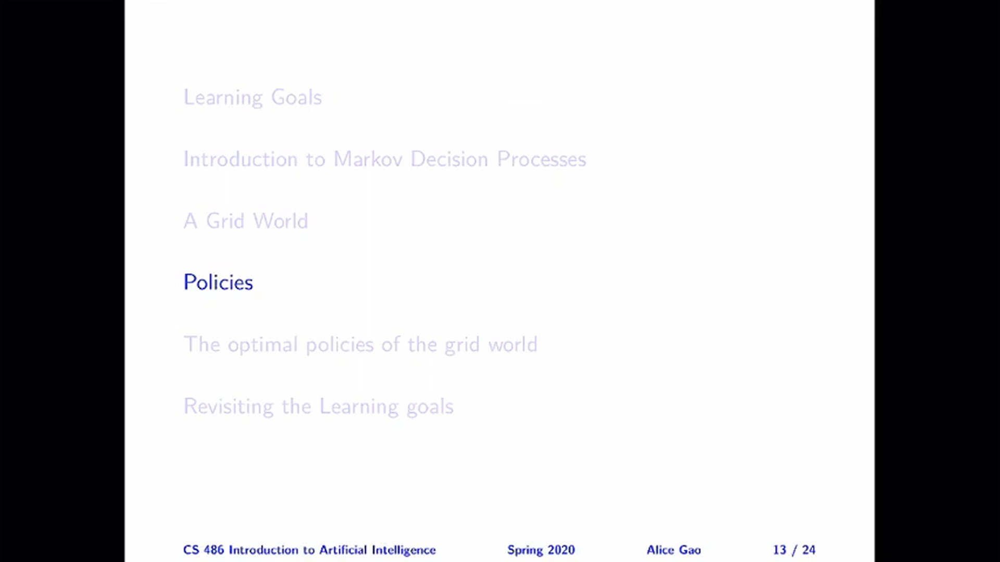 Learning Goals
Introduction to Markov Decision Processes
A Grid World
Policies
The optimal policies of the grid world
Revisiting the Learning goals
CS 486 Introduction to Artificial Intelligence Spring 2020 Alice Gao 13 / 24